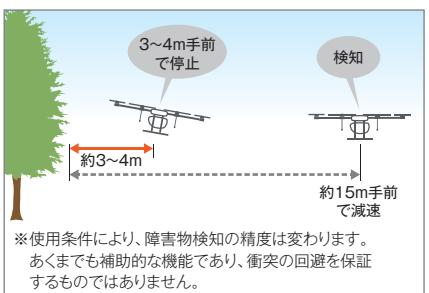 3～4m手前
で停止
検知
約3～4m
約15m手前
で減速
※使用条件により、障害物検知の精度は変わります。
あくまでも補助的な機能であり、衝突の回避を保証
するものではありません。